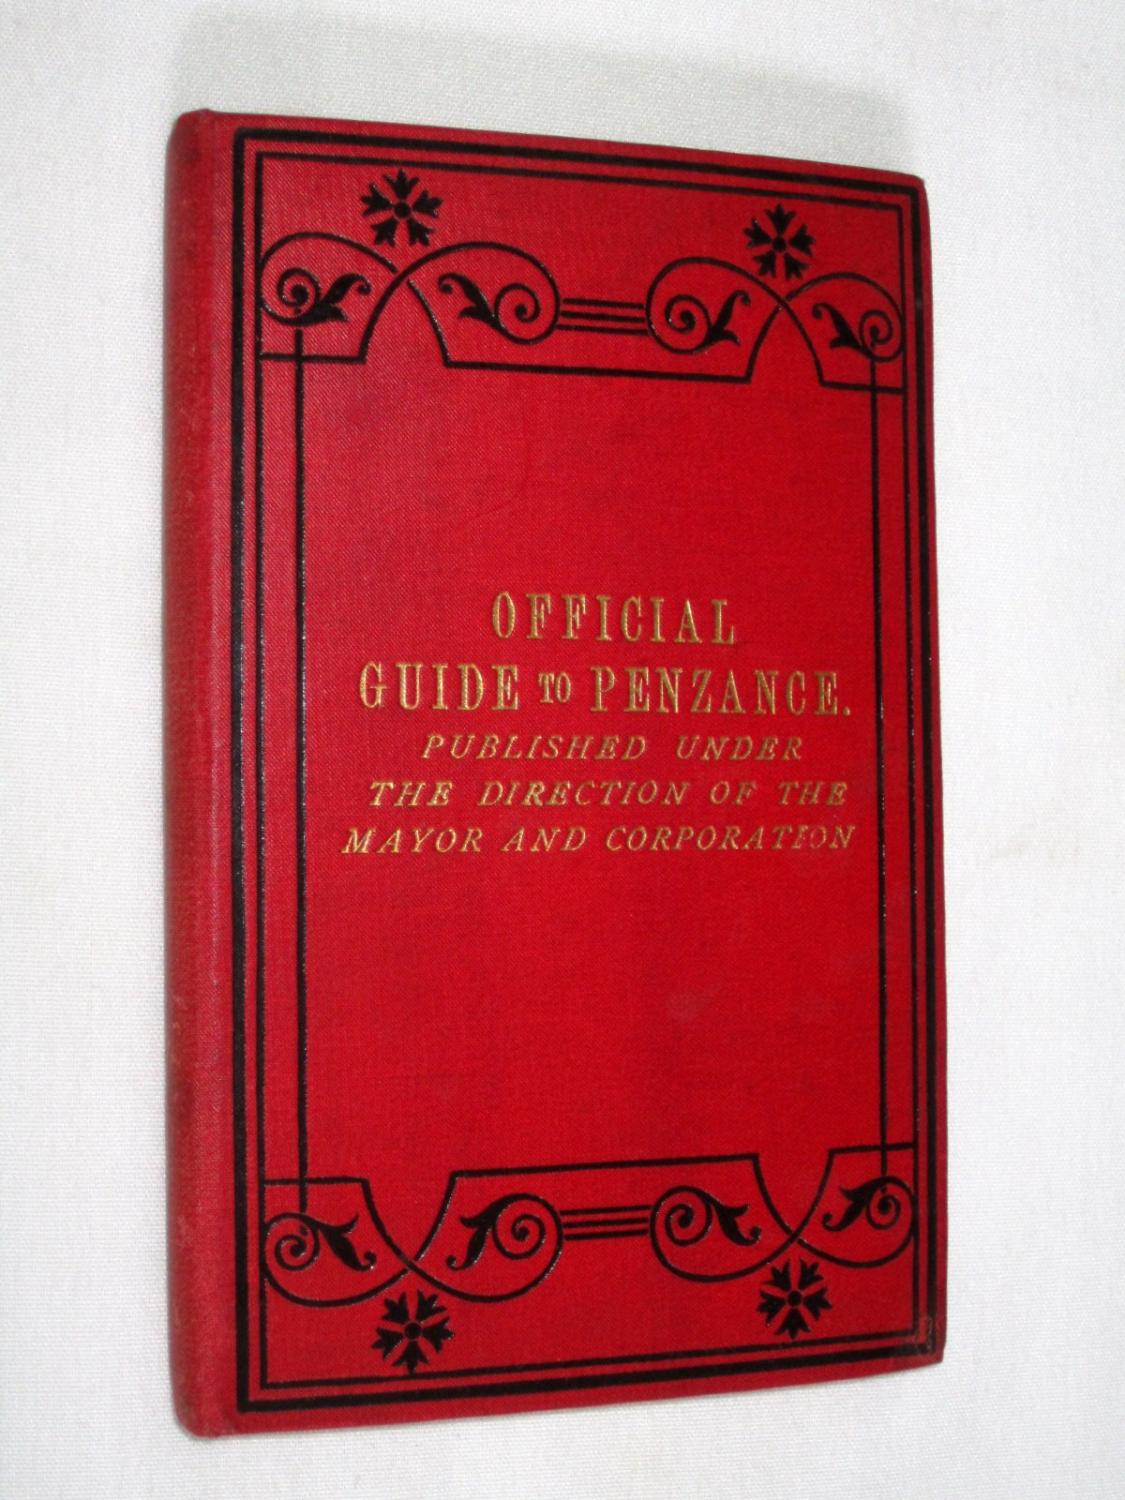 OFFICIAL
GUIDE TO PENZANCE.
PUBLISHED UNDER
THE DIRECTION OF THE
MAYOR AND CORPORATION